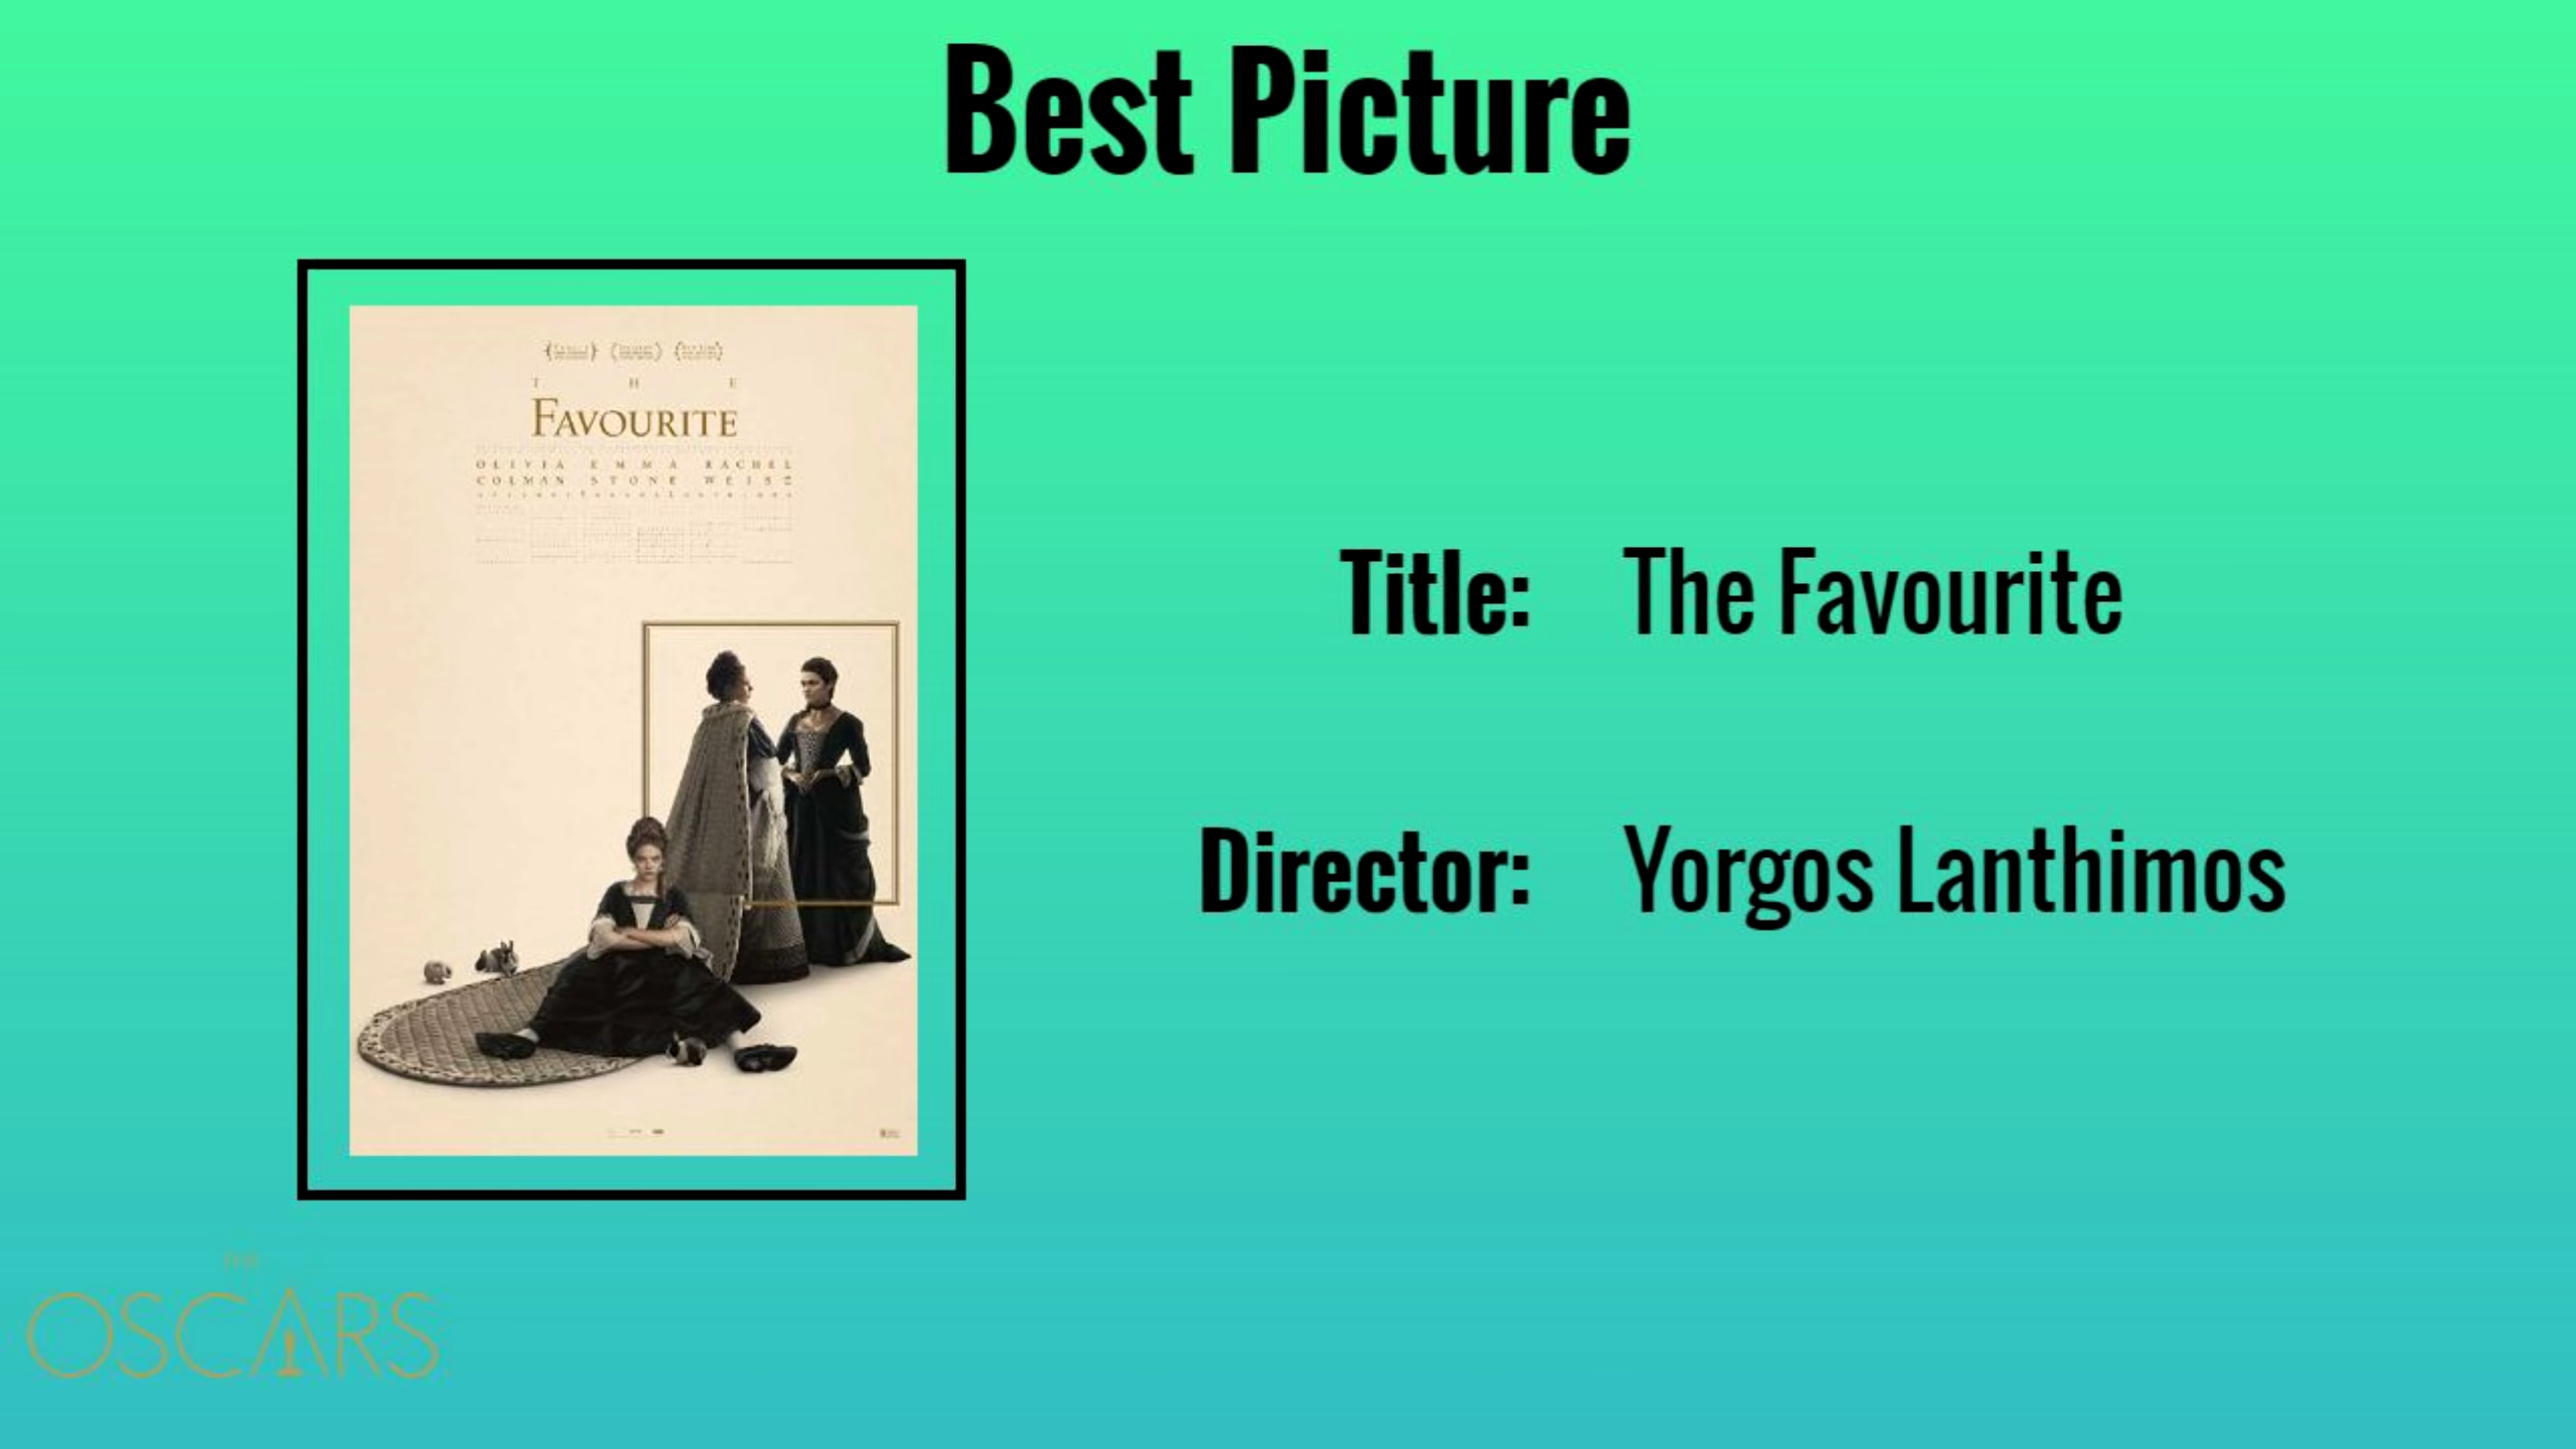 Best Picture
T H E
FAVOURITE
OLIVIA EMMA RACHEL
COLMAN STONE WEISZ
Title: The Favourite
Director: Yorgos Lanthimos
THE
OSCARS